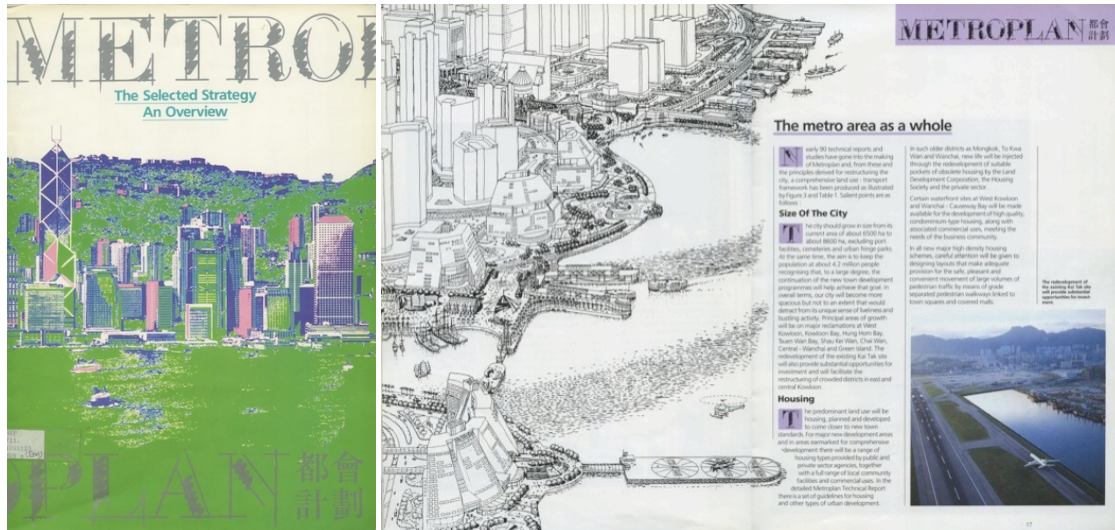 METROP
The Selected Strategy
An Overview
OPLAN 都會
計劃
METROPLAN 都會
計劃
The metro area as a whole
Nearly 90 technical reports and
studies have gone into the making
of Metroplan and, from these and
the principles derived for restructuring the
city, a comprehensive land use - transport
framework has been produced as illustrated
by Figure 3 and Table 1. Salient points are as
follows :
Size Of The City
The city should grow in size from its
current area of about 6500 ha to
about 8600 ha, excluding port
facilities, cemeteries and urban fringe parks.
At the same time, the aim is to keep the
population at about 4.2 million people
recognising that, to a large degree, the
continuation of the new town development
programmes will help achieve that goal. In
overall terms, our city will become more
spacious but not to an extent that would
detract from its unique sense of liveliness and
bustling activity. Principal areas of growth
will be on major reclamations at West
Kowloon, Kowloon Bay, Hung Hom Bay,
Tsuen Wan Bay, Shau Kei Wan, Chai Wan,
Central - Wanchai and Green Island. The
redevelopment of the existing Kai Tak site
will also provide substantial opportunities for
investment and will facilitate the
restructuring of crowded districts in east and
central Kowloon.
Housing
The predominant land use will be
housing, planned and developed
to come closer to new town
standards. For major new development areas
and in areas earmarked for comprehensive
development there will be a range of
housing types provided by public and
private sector agencies, together
with a full range of local community
facilities and commercial uses. In the
detailed Metroplan Technical Report
there is a set of guidelines for housing
and other types of urban development.
In such older districts as Mongkok, To Kwa
Wan and Wanchai, new life will be injected
through the redevelopment of suitable
pockets of obsolete housing by the Land
Development Corporation, the Housing
Society and the private sector.
Certain waterfront sites at West Kowloon
and Wanchai - Causeway Bay will be made
available for the development of high quality,
condominium-type housing, along with
associated commercial uses, meeting the
needs of the business community.
In all new major high density housing
schemes, careful attention will be given to
designing layouts that make adequate
provision for the safe, pleasant and
convenient movement of large volumes of
pedestrian traffic by means of grade
separated pedestrian walkways linked to
town squares and covered malls.
The redevelopment of
the existing Kai Tak site
will provide substantial
opportunities for invest-
ment.
17